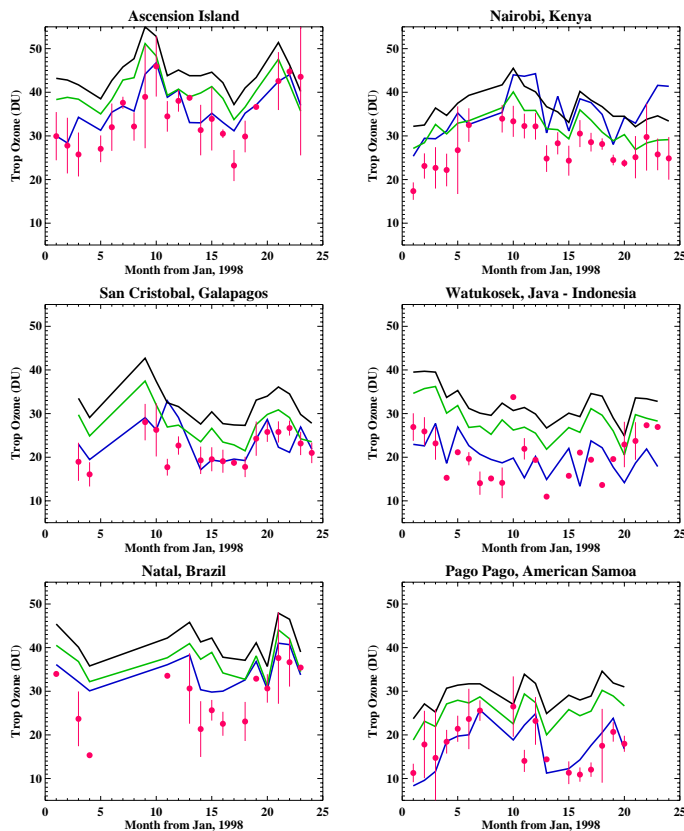 Ascension Island
Nairobi, Kenya
50
40
30
20
10
Trop Ozone (DU)
0 5 10 15 20 25
Month from Jan, 1998
50
40
30
20
10
Trop Ozone (DU)
0 5 10 15 20 25
Month from Jan, 1998
San Cristobal, Galapagos
Watukosek, Java - Indonesia
50
40
30
20
10
Trop Ozone (DU)
0 5 10 15 20 25
Month from Jan, 1998
50
40
30
20
10
Trop Ozone (DU)
0 5 10 15 20 25
Month from Jan, 1998
Natal, Brazil
Pago Pago, American Samoa
50
40
30
20
10
Trop Ozone (DU)
0 5 10 15 20 25
Month from Jan, 1998
50
40
30
20
10
Trop Ozone (DU)
0 5 10 15 20 25
Month from Jan, 1998